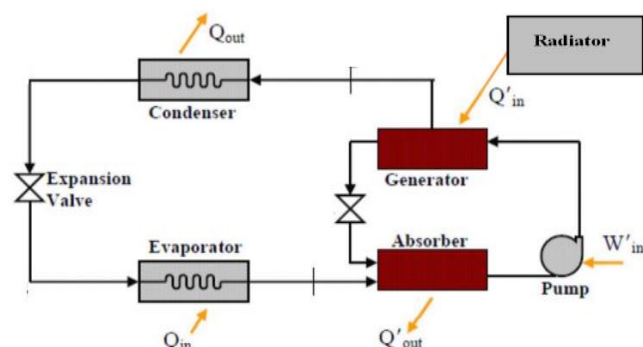 Qout
Radiator
Q'in
Condenser
Expansion
Valve
Generator
Evaporator
Absorber
W'in
Pump
Qin
Q'out